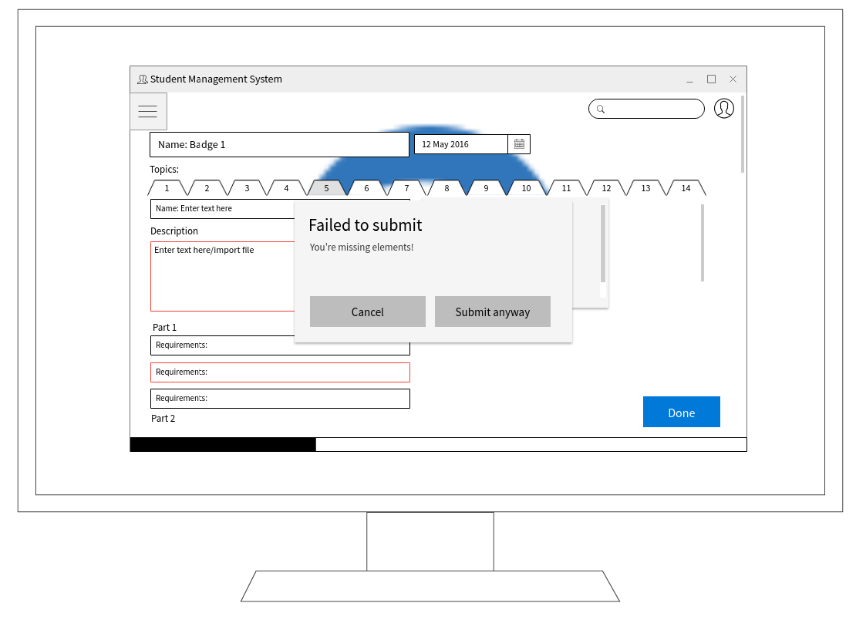 Student Management System
Name: Badge 1
12 May 2016
Topics:
1 2 3 4 5 6 7 8 9 10 11 12 13 14
Name: Enter text here
Description
Enter text here/import file
Failed to submit
You're missing elements!
Cancel
Submit anyway
Part 1
Requirements:
Requirements:
Requirements:
Part 2
Done